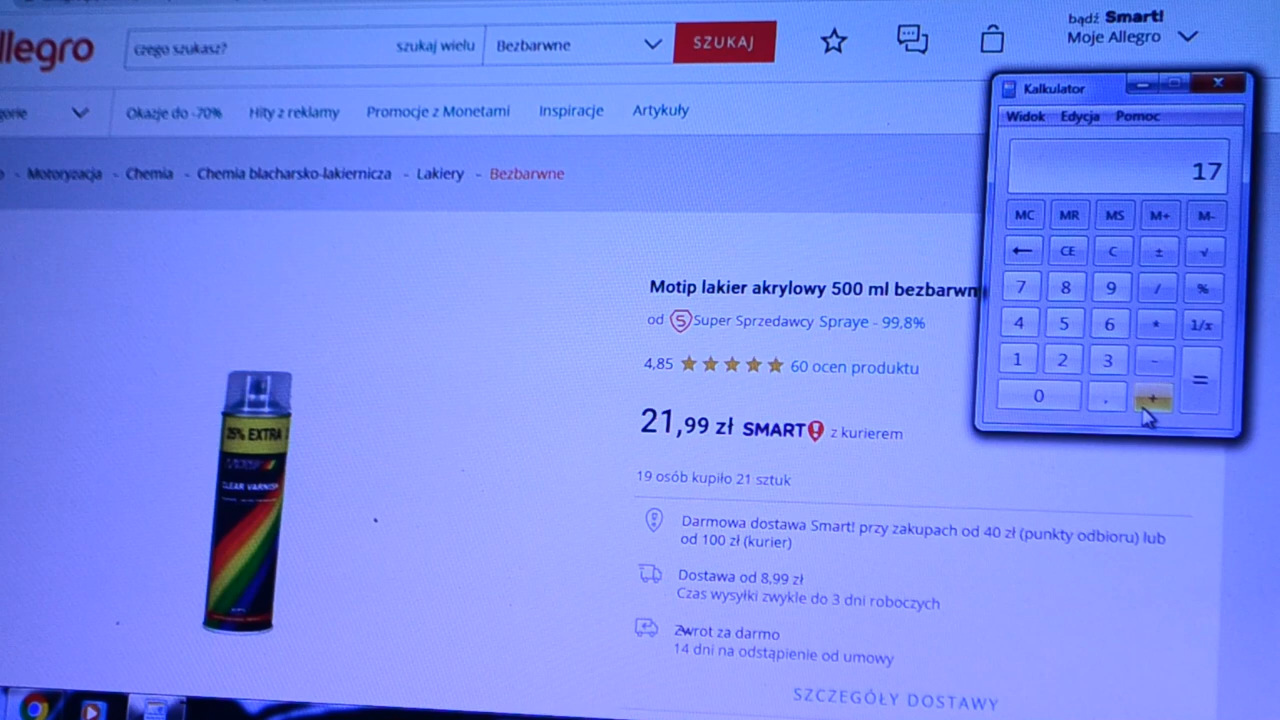 llegro
czego szukasz?
szukaj wielu
Bezbarwne
SZUKAJ
bądź Smart!
Moje Allegro
gorie
Okazje do -70%
Hity z reklamy
Promocje z Monetami
Inspiracje
Artykuły
- Motoryzacja - Chemia - Chemia blacharsko-lakiernicza - Lakiery - Bezbarwne
Kalkulator
Widok Edycja Pomoc
17
MC MR MS M+ M-
← CE C ± √
7 8 9 / %
4 5 6 * 1/x
1 2 3 - =
0 , +
Motip lakier akrylowy 500 ml bezbarwn
od S Super Sprzedawcy Spraye - 99,8%
4,85 60 ocen produktu
21,99 zł SMART! z kurierem
19 osób kupiło 21 sztuk
Darmowa dostawa Smart! przy zakupach od 40 zł (punkty odbioru) lub
od 100 zł (kurier)
Dostawa od 8,99 zł
Czas wysyłki zwykle do 3 dni roboczych
Zwrot za darmo
14 dni na odstąpienie od umowy
SZCZEGÓŁY DOSTAWY
25% EXTRA
MOTIP
CLEAR VARNISH